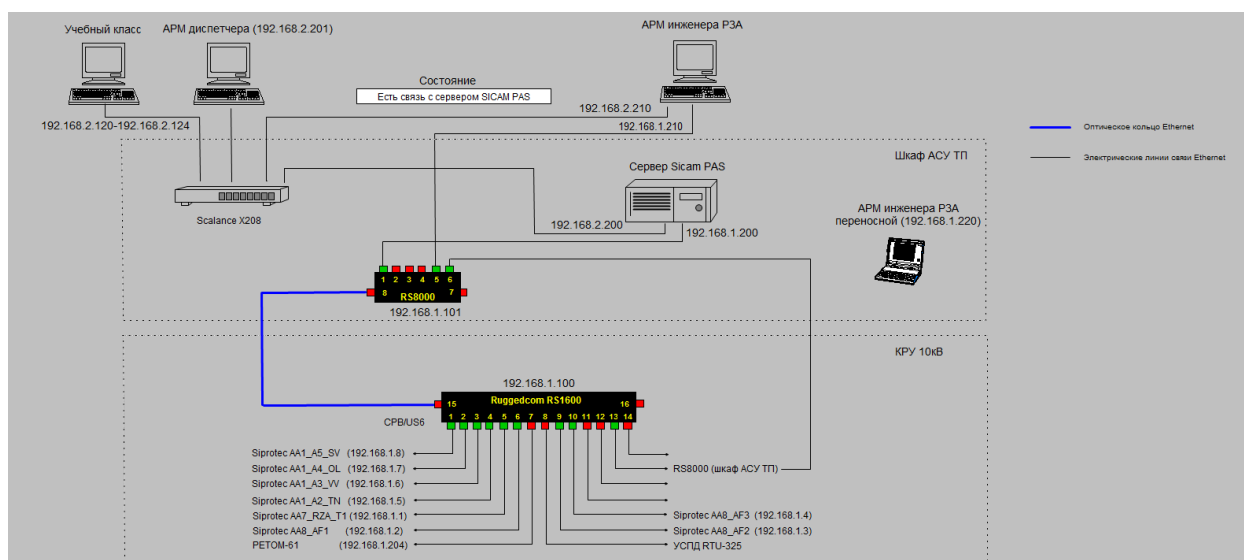 Учебный класс
АРМ диспетчера (192.168.2.201)
АРМ инженера РЗА
Состояние
Есть связь с сервером SICAM PAS
192.168.2.210
192.168.2.120-192.168.2.124
192.168.1.210
Оптическое кольцо Ethernet
Электрические линии связи Ethernet
Шкаф АСУ ТП
Сервер Sicam PAS
Scalance X208
АРМ инженера РЗА
переносной (192.168.1.220)
192.168.2.200
192.168.1.200
1 2 3 4 5 6
8 7
RS8000
192.168.1.101
КРУ 10кВ
192.168.1.100
Ruggedcom RS1600
15 16
1 2 3 4 5 6 7 8 9 10 11 12 13 14
CPB/US6
Siprotec AA1_A5_SV (192.168.1.8)
Siprotec AA1_A4_OL (192.168.1.7)
RS8000 (шкаф АСУ ТП)
Siprotec AA1_A3_VV (192.168.1.6)
Siprotec AA1_A2_TN (192.168.1.5)
Siprotec AA7_RZA_T1 (192.168.1.1)
Siprotec AA8_AF3 (192.168.1.4)
Siprotec AA8_AF1 (192.168.1.2)
Siprotec AA8_AF2 (192.168.1.3)
РЕТОМ-61 (192.168.1.204)
УСПД RTU-325